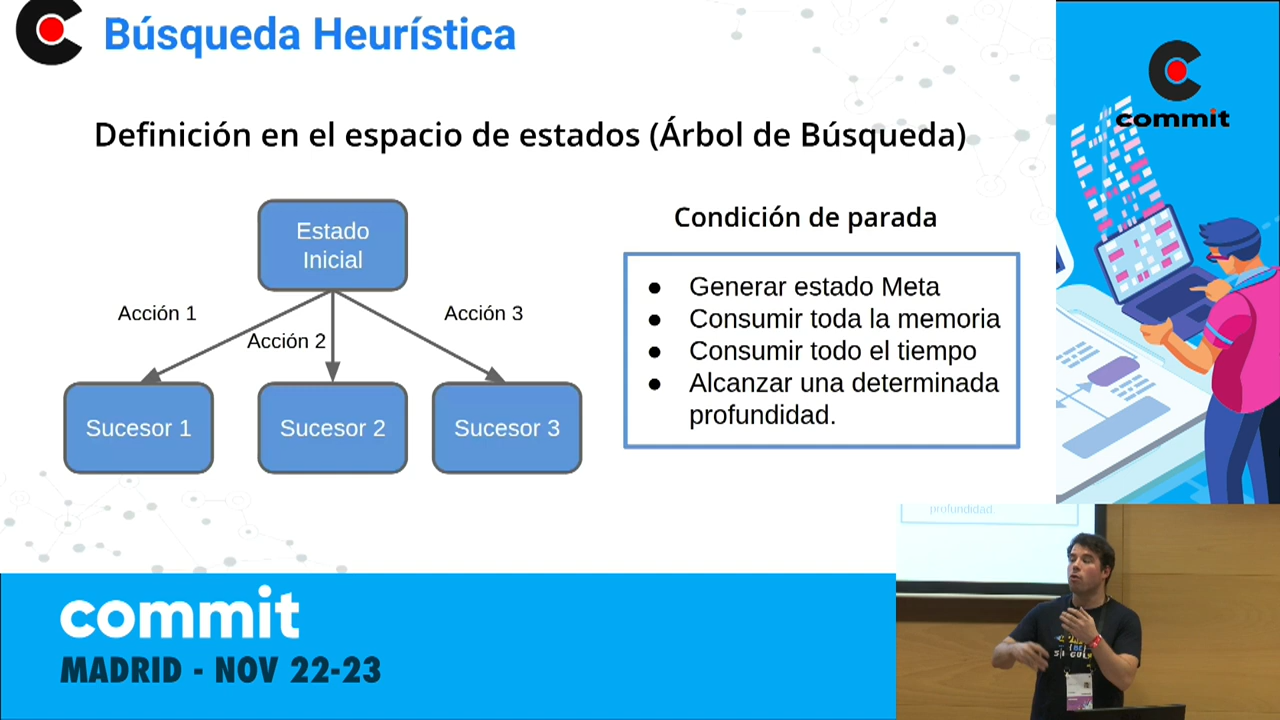 Búsqueda Heurística
Definición en el espacio de estados (Árbol de Búsqueda)
Estado
Inicial
Acción 1
Acción 2
Acción 3
Sucesor 1
Sucesor 2
Sucesor 3
Condición de parada
● Generar estado Meta
● Consumir toda la memoria
● Consumir todo el tiempo
● Alcanzar una determinada
profundidad.
commit
commit
MADRID - NOV 22-23
profundidad.